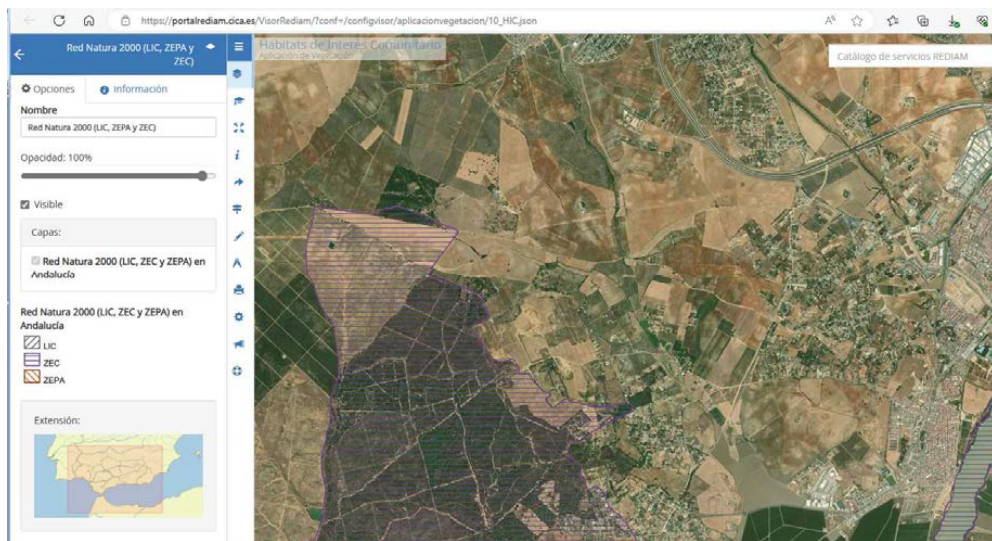 https://portalrediam.cica.es/VisorRediam/?conf=/configvisor/aplicacionvegetacion/10_HIC.json
Red Natura 2000 (LIC, ZEPA y
ZEC)
Opciones
Información
Nombre
Red Natura 2000 (LIC, ZEPA y ZEC)
Opacidad: 100%
Visible
Capas:
Red Natura 2000 (LIC, ZEC y ZEPA) en
Andalucía
Red Natura 2000 (LIC, ZEC y ZEPA) en
Andalucía
LIC
ZEC
ZEPA
Extensión:
Hábitats de Interés Comunitario
Aplicación de Vegetación
Catálogo de servicios REDIAM